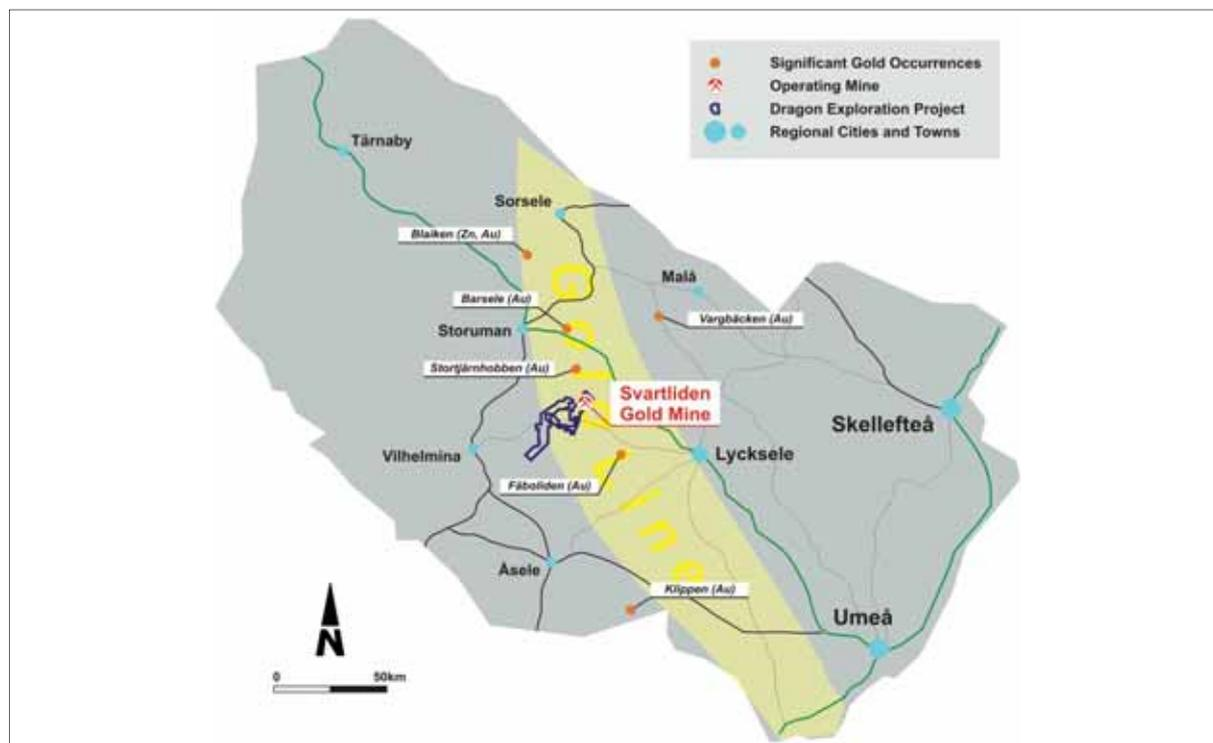 Significant Gold Occurrences
Operating Mine
Dragon Exploration Project
Regional Cities and Towns
Tärnaby
Sorsele
Blaiken (Zn, Au)
Malå
Barsele (Au)
Vargbäcken (Au)
Storuman
Stortjärnhobben (Au)
Svartliden
Gold Mine
Skellefteå
Vilhelmina
Lycksele
Fäboliden (Au)
Gold Line
Åsele
Klippen (Au)
Umeå
N
0 50km